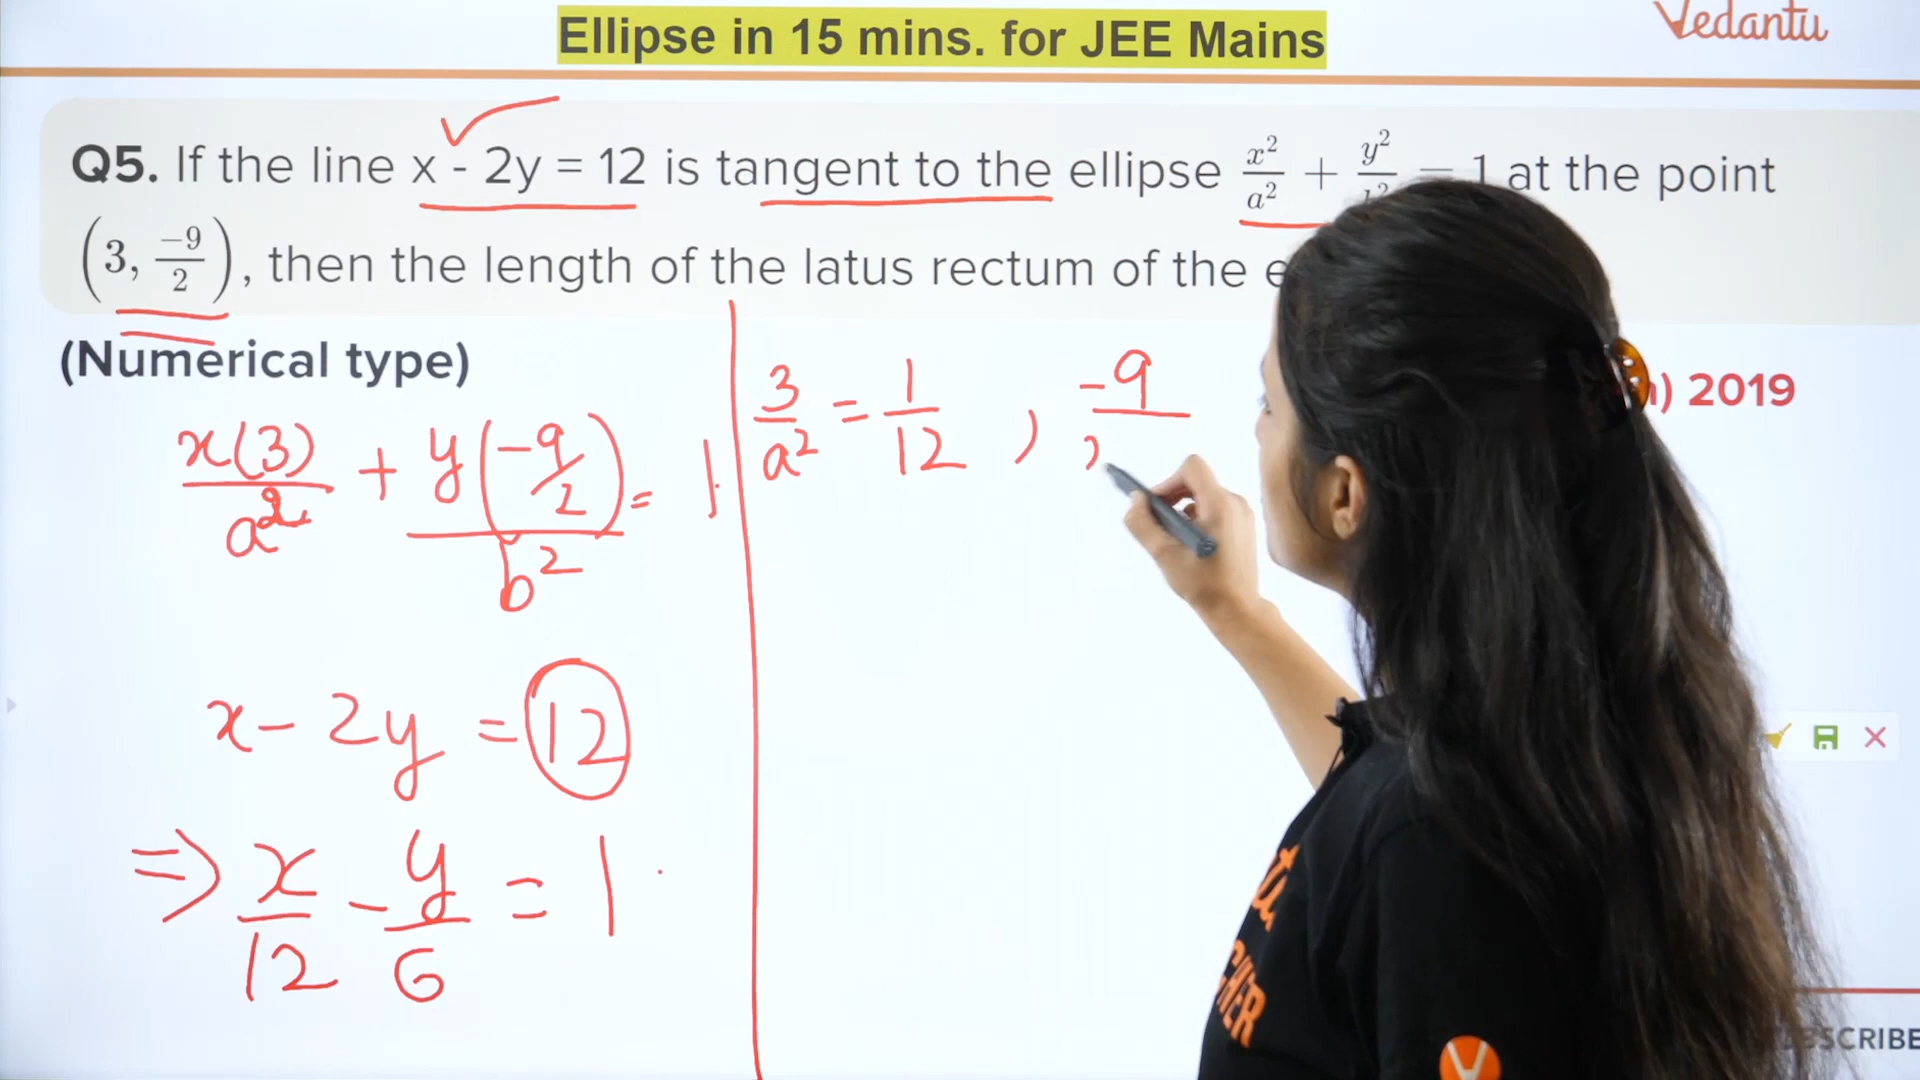 Ellipse in 15 mins. for JEE Mains
Vedantu
Q5. If the line x - 2y = 12 is tangent to the ellipse x²/a² + y²/b² = 1 at the point
(3, -9/2), then the length of the latus rectum of the e
(Numerical type)
) 2019
x(3)/a² + y(-9/2)/b² = 1
x - 2y = 12
⇒ x/12 - y/6 = 1
3/a² = 1/12 , -9/
SCRIBE